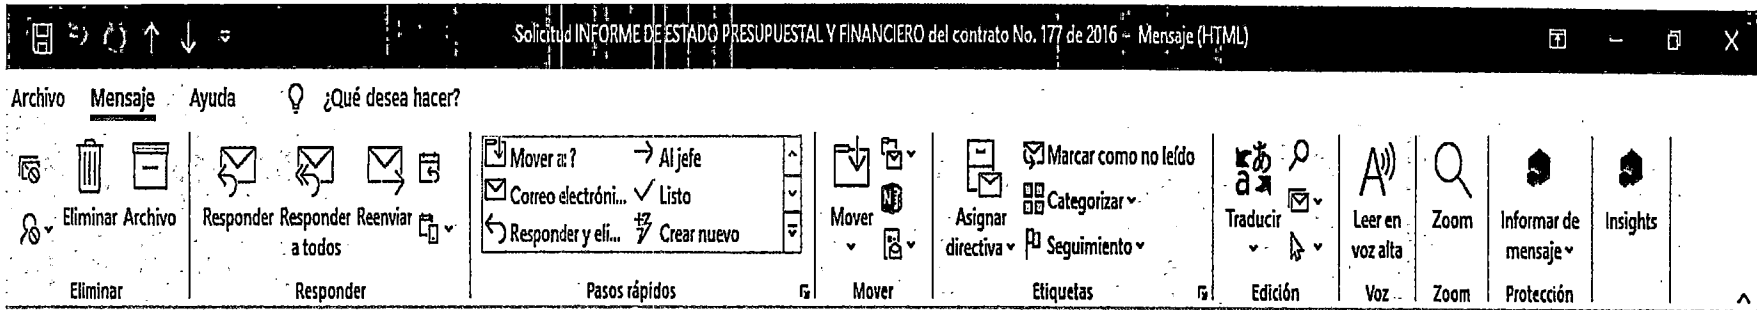 Solicitud INFORME DE ESTADO PRESUPUESTAL Y FINANCIERO del contrato No. 177 de 2016 - Mensaje (HTML)
Archivo Mensaje Ayuda ¿Qué desea hacer?
Mover a: ? Al jefe Marcar como no leído
Correo electróni... Listo Categorizar
Eliminar Archivo Responder Responder a todos Reenviar Responder y eli... Crear nuevo Mover Asignar directiva Seguimiento Traducir Leer en voz alta Zoom Informar de mensaje Insights
Eliminar Responder Pasos rápidos Mover Etiquetas Edición Voz Zoom Protección